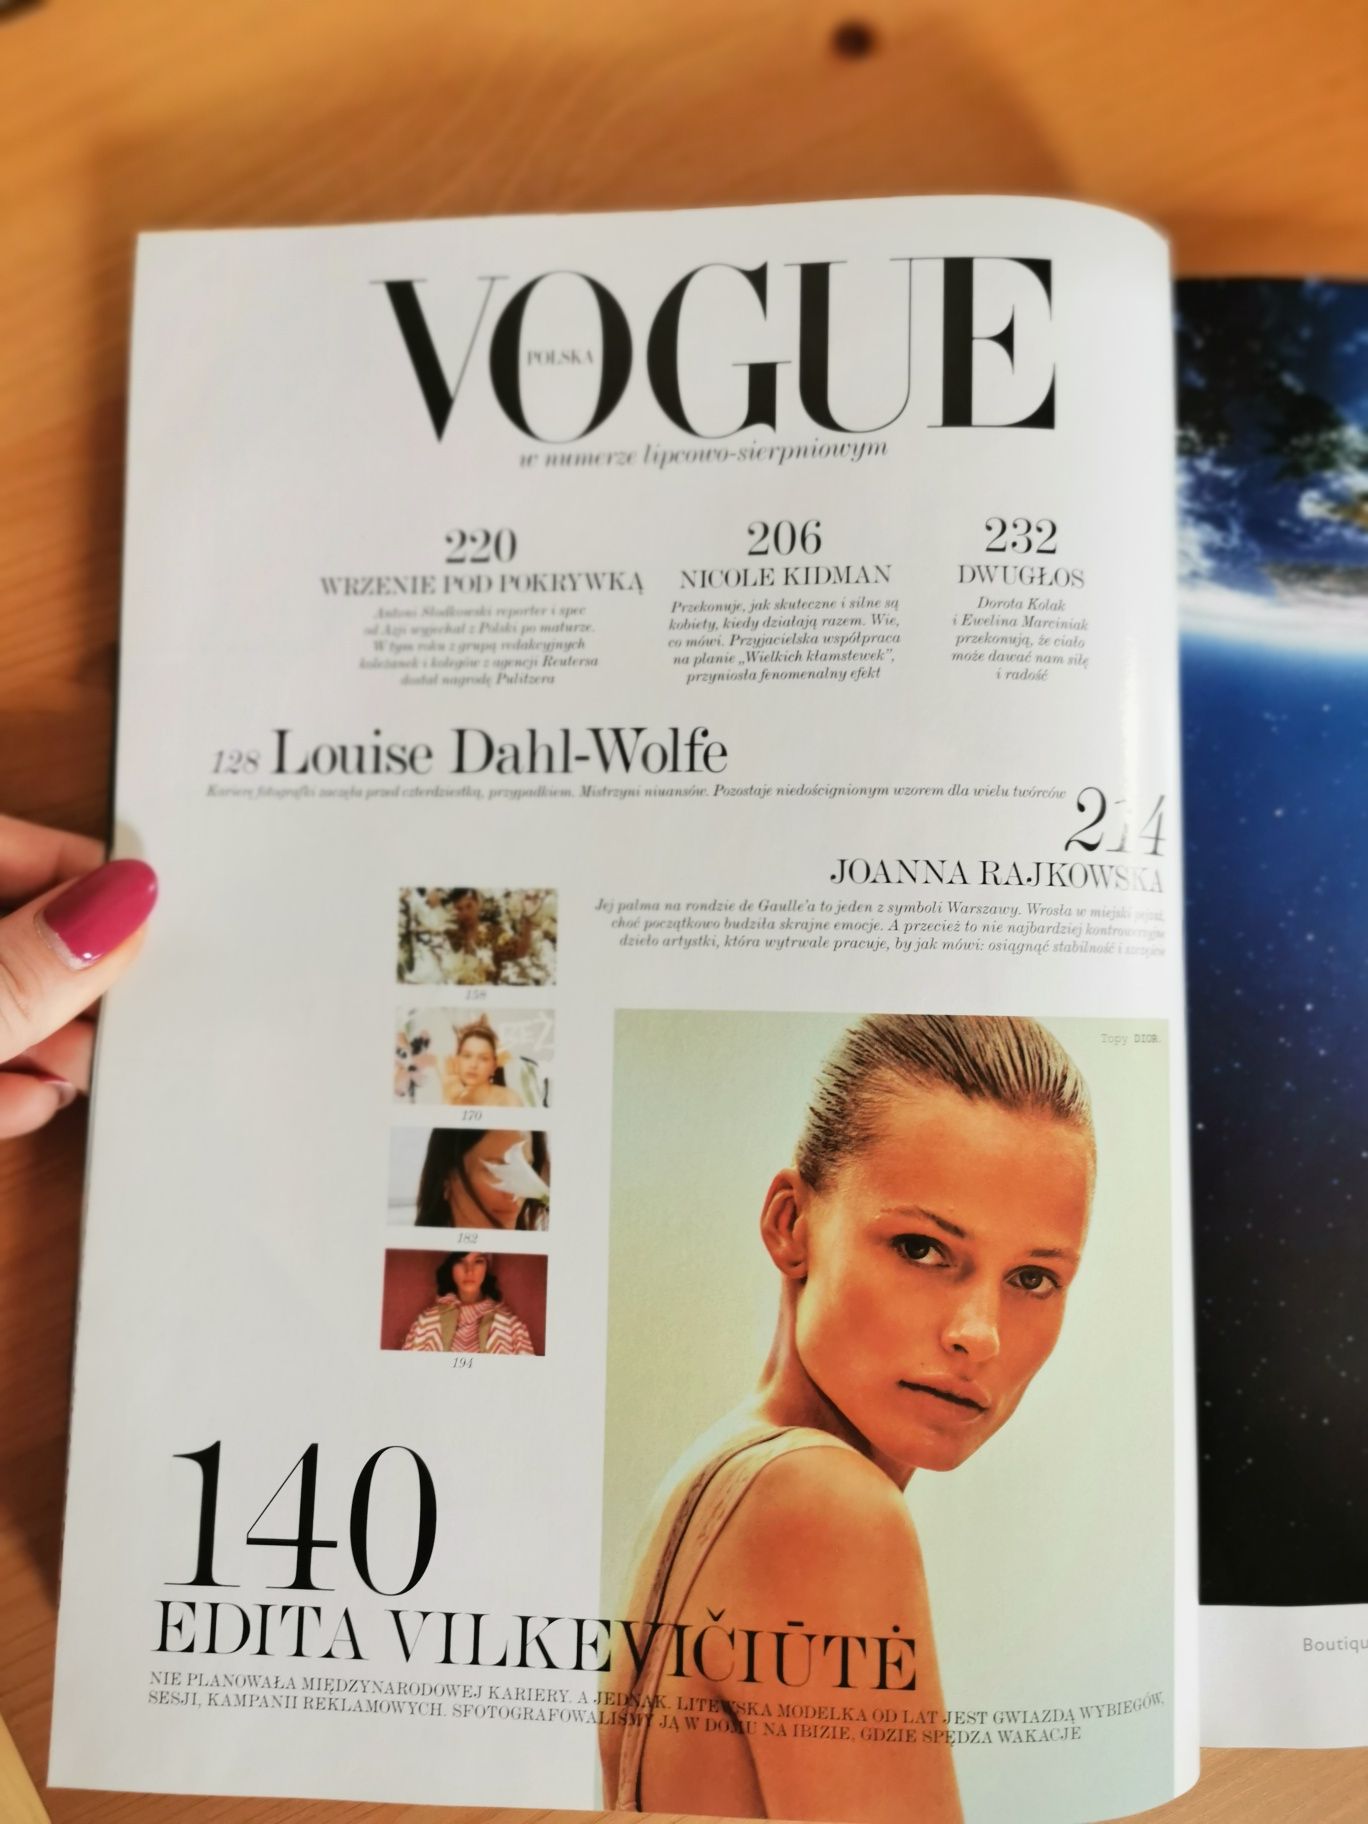 VOGUE
POLSKA
w numerze lipcowo-sierpniowym
220
WRZENIE POD POKRYWKĄ
Antoni Słodkowski reporter i spec
od Azji wyjechał z Polski po maturze.
W tym roku z grupą redakcyjnych
koleżanek i kolegów z agencji Reutersa
dostał nagrodę Pulitzera
206
NICOLE KIDMAN
Przekonuje, jak skuteczne i silne są
kobiety, kiedy działają razem. Wie,
co mówi. Przyjacielska współpraca
na planie „Wielkich kłamstewek”,
przyniosła fenomenalny efekt
232
DWUGŁOS
Dorota Kolak
i Ewelina Marciniak
przekonują, że ciało
może dawać nam siłę
i radość
128 Louise Dahl-Wolfe
Karierę fotografki zaczęła przed czterdziestką, przypadkiem. Mistrzyni niuansów. Pozostaje niedoścignionym wzorem dla wielu twórców
214
JOANNA RAJKOWSKA
Jej palma na rondzie de Gaulle'a to jeden z symboli Warszawy. Wrosła w miejski pejzaż,
choć początkowo budziła skrajne emocje. A przecież to nie najbardziej kontrowersyjne
dzieło artystki, która wytrwale pracuje, by jak mówi: osiągnąć stabilność i szczęście
158
BEZ
170
182
194
Topy DIOR.
140
EDITA VILKEVIČIŪTĖ
NIE PLANOWAŁA MIĘDZYNARODOWEJ KARIERY. A JEDNAK. LITEWSKA MODELKA OD LAT JEST GWIAZDĄ WYBIEGÓW,
SESJI, KAMPANII REKLAMOWYCH. SFOTOGRAFOWALIŚMY JĄ W DOMU NA IBIZIE, GDZIE SPĘDZA WAKACJE